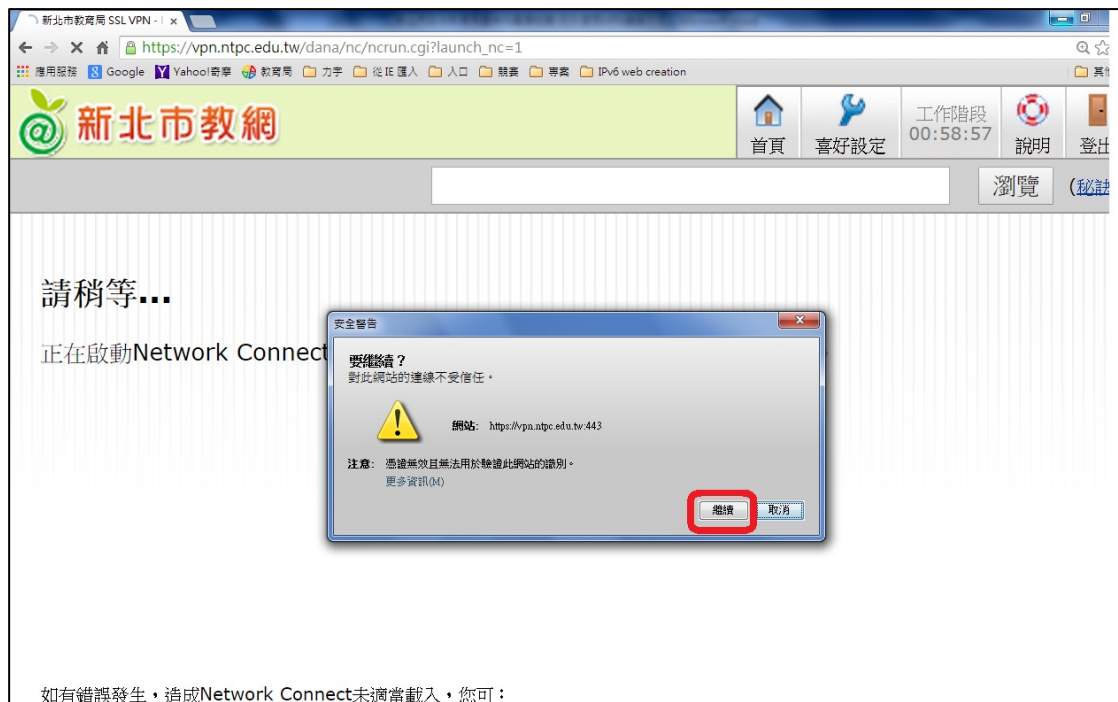 新北市教育局 SSL VPN - I
https://vpn.ntpc.edu.tw/dana/nc/ncrun.cgi?launch_nc=1
應用服務 Google Yahoo!奇摩 教育局 力宇 從 IE 匯入 入口 競賽 專案 IPv6 web creation 其他
新北市教網
首頁 喜好設定 工作階段 00:58:57 說明 登出
瀏覽 (秘訣
請稍等...
正在啟動Network Connect
安全警告
要繼續？
對此網站的連線不受信任。
網站: https://vpn.ntpc.edu.tw:443
注意: 憑證無效且無法用於驗證此網站的識別。
更多資訊(M)
繼續 取消
如有錯誤發生，造成Network Connect未適當載入，您可：